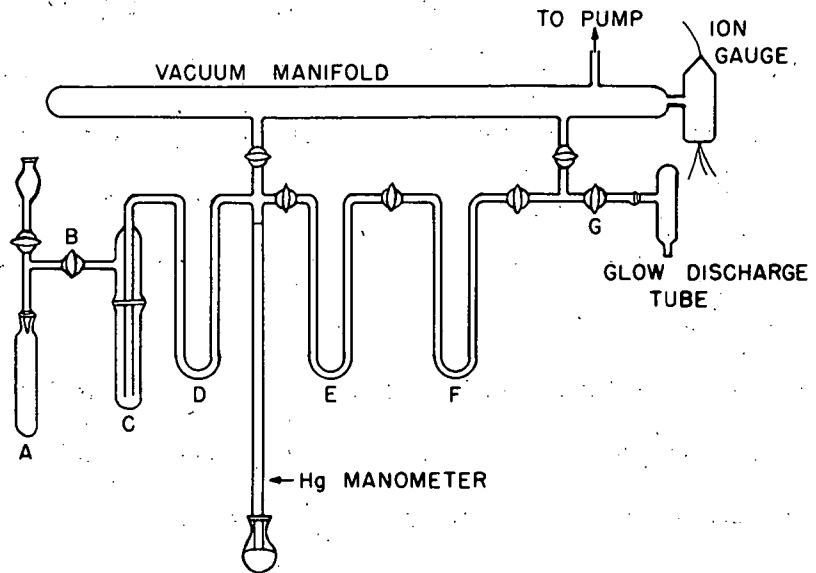 TO PUMP
ION
GAUGE
VACUUM MANIFOLD
B
G
GLOW DISCHARGE
TUBE
D
E
F
C
A
Hg MANOMETER